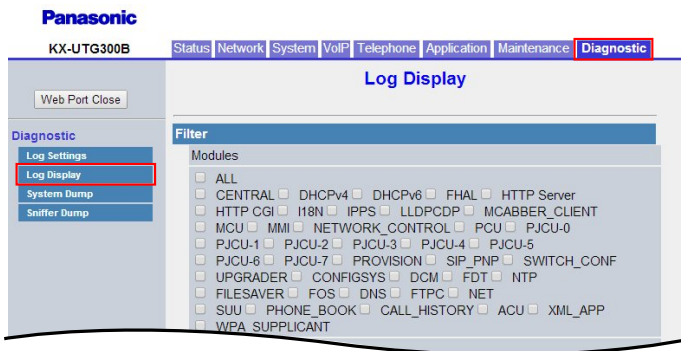 Panasonic
KX-UTG300B
Status Network System VoIP Telephone Application Maintenance Diagnostic
Log Display
Web Port Close
Diagnostic
Log Settings
Log Display
System Dump
Sniffer Dump
Filter
Modules
ALL
CENTRAL DHCPv4 DHCPv6 FHAL HTTP Server
HTTP CGI I18N IPPS LLDPCDP MCABBER_CLIENT
MCU MMI NETWORK_CONTROL PCU PJCU-0
PJCU-1 PJCU-2 PJCU-3 PJCU-4 PJCU-5
PJCU-6 PJCU-7 PROVISION SIP_PNP SWITCH_CONF
UPGRADER CONFIGSYS DCM FDT NTP
FILESAVER FOS DNS FTPC NET
SUU PHONE_BOOK CALL_HISTORY ACU XML_APP
WPA_SUPPLICANT